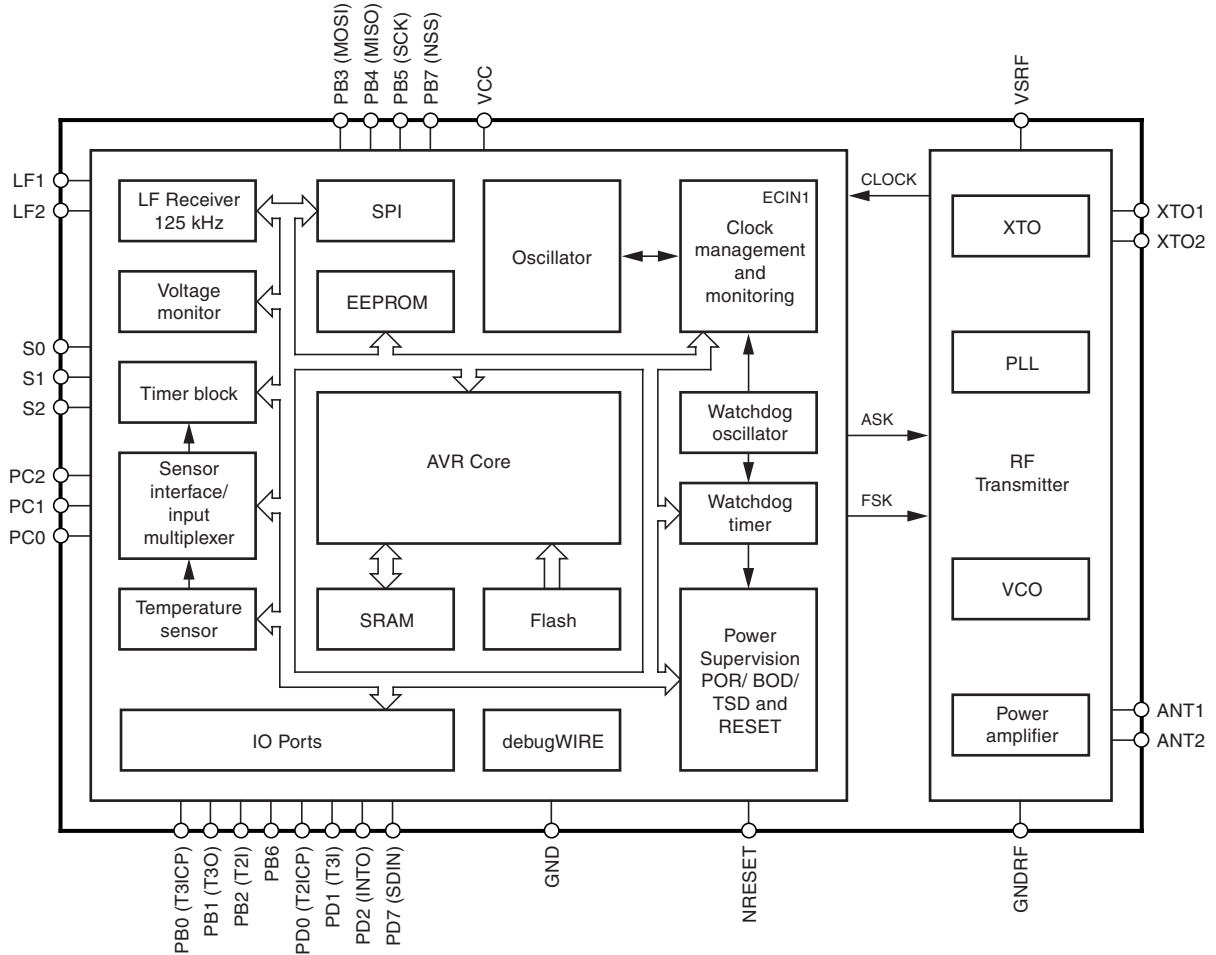 PB3 (MOSI)
PB4 (MISO)
PB5 (SCK)
PB7 (NSS)
VCC
VSRF
LF1
LF2
S0
S1
S2
PC2
PC1
PC0
LF Receiver
125 kHz
SPI
Oscillator
ECIN1
Clock
management
and
monitoring
Voltage
monitor
EEPROM
Timer block
AVR Core
Watchdog
oscillator
Sensor
interface/
input
multiplexer
Watchdog
timer
Temperature
sensor
SRAM
Flash
Power
Supervision
POR/ BOD/
TSD and
RESET
IO Ports
debugWIRE
CLOCK
ASK
FSK
XTO
PLL
RF
Transmitter
VCO
Power
amplifier
XTO1
XTO2
ANT1
ANT2
PB0 (T3ICP)
PB1 (T3O)
PB2 (T2I)
PB6
PD0 (T2ICP)
PD1 (T3I)
PD2 (INTO)
PD7 (SDIN)
GND
NRESET
GNDRF